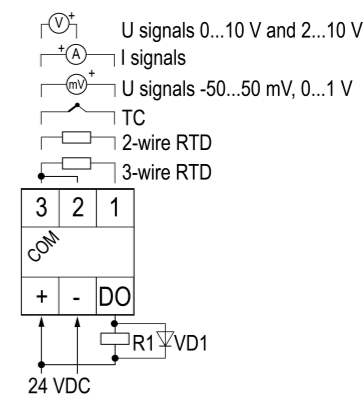 V + U signals 0...10 V and 2...10 V
+ A I signals
mV + U signals -50...50 mV, 0...1 V
TC
2-wire RTD
3-wire RTD
3 2 1
COM
+ - DO
R1 VD1
24 VDC